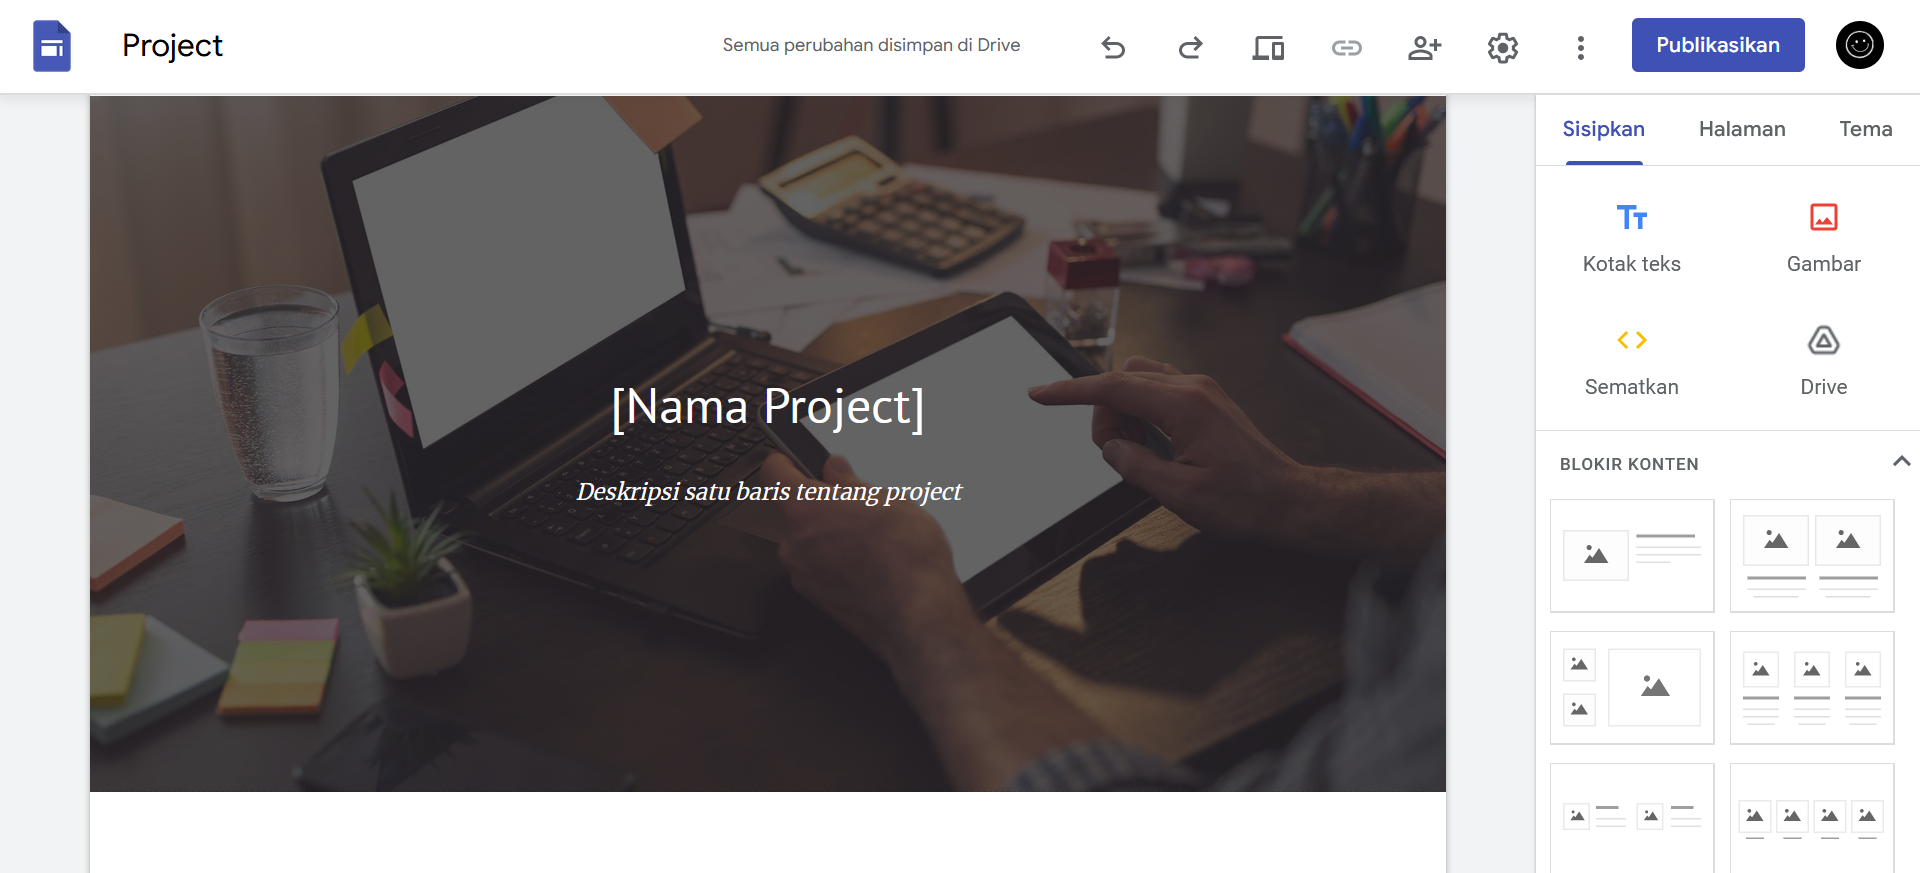 Project
Semua perubahan disimpan di Drive
Publikasikan
Sisipkan Halaman Tema
Kotak teks Gambar
Sematkan Drive
BLOKIR KONTEN
[Nama Project]
Deskripsi satu baris tentang project